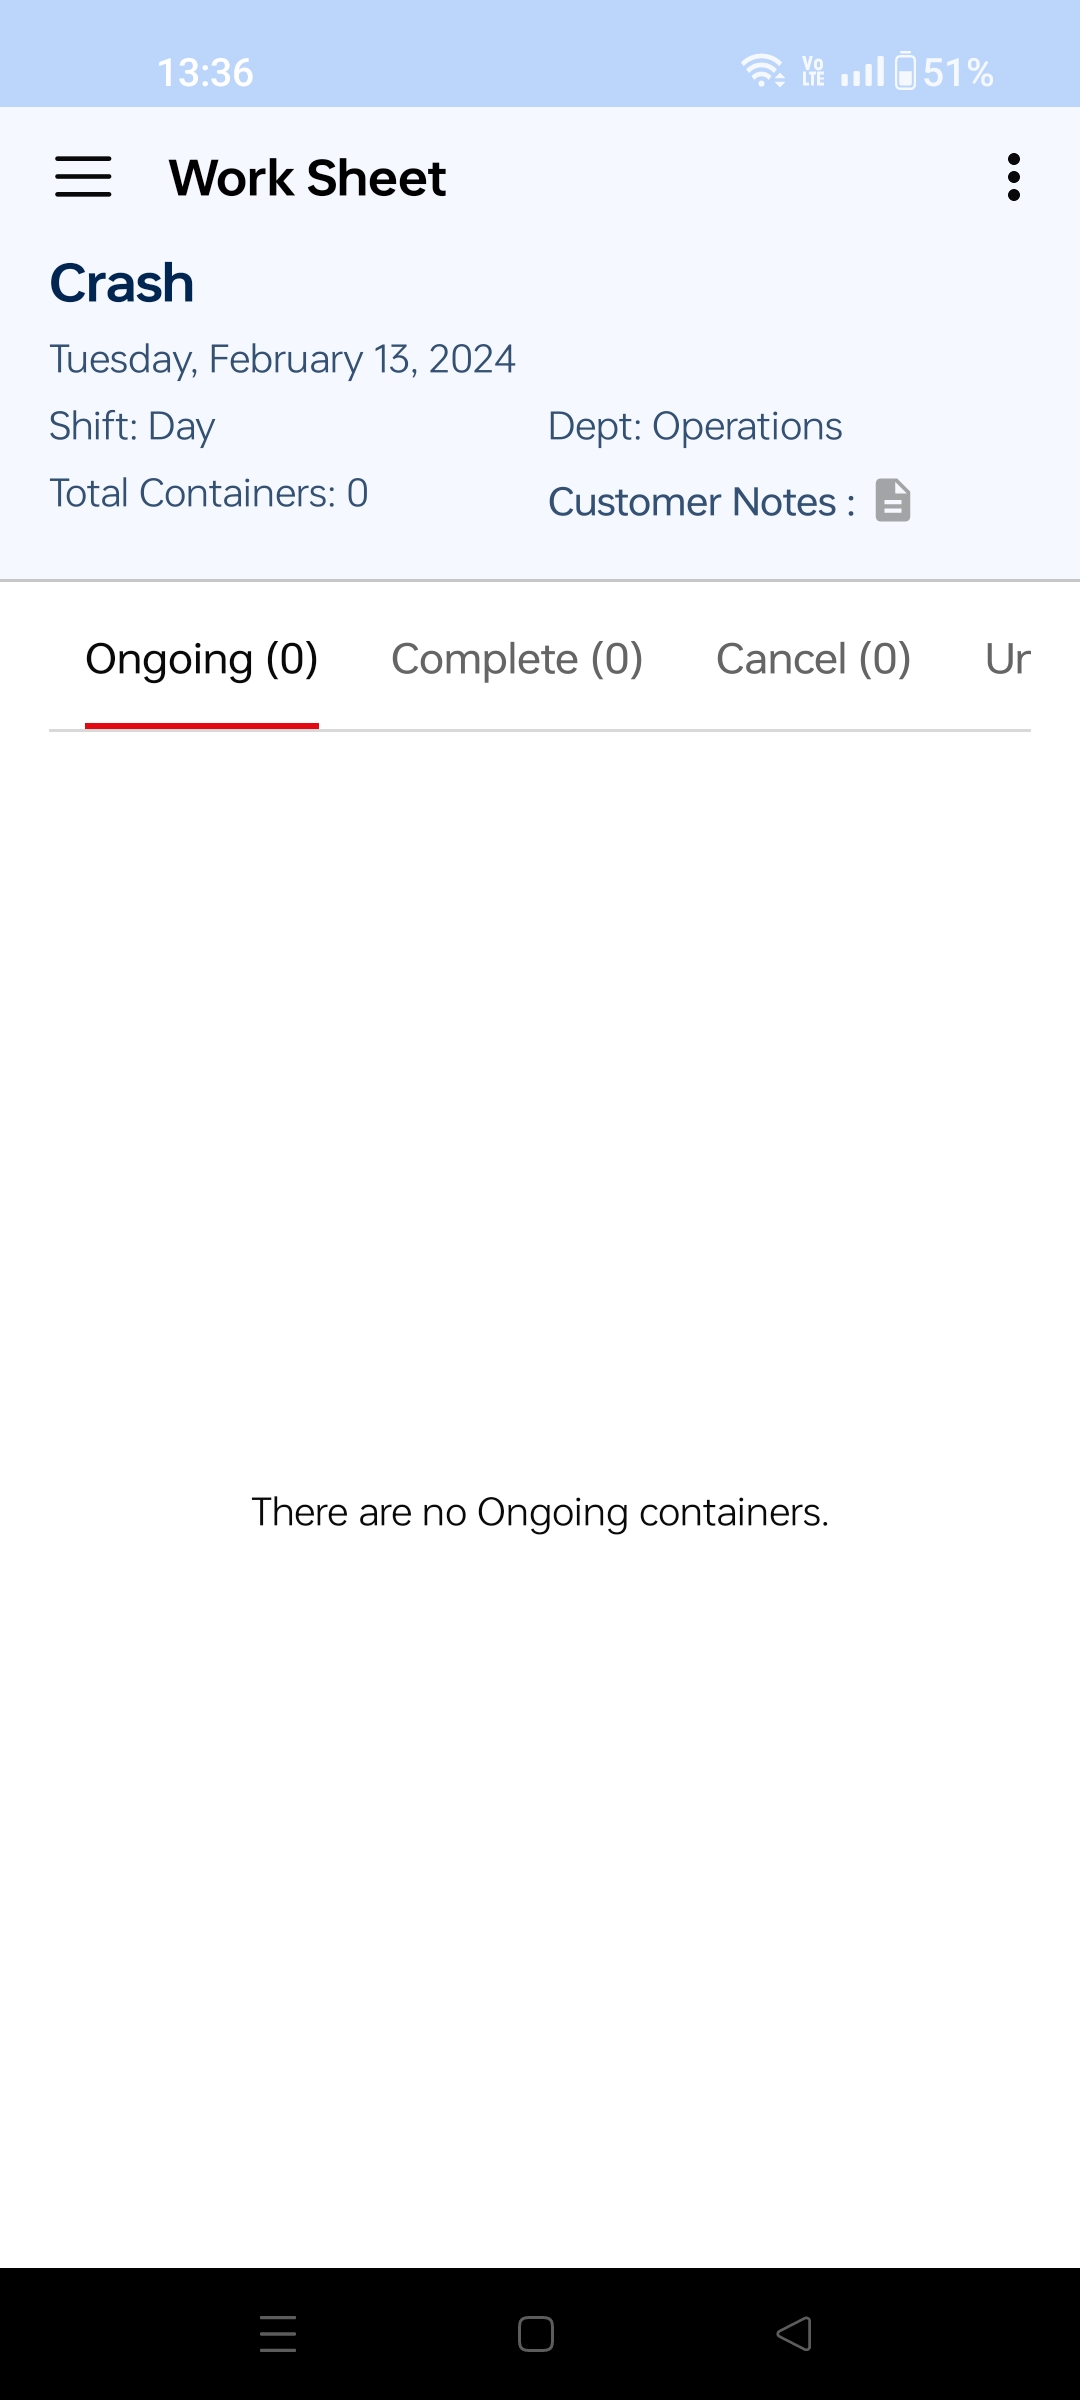 13:36 Vo LTE 51%
Work Sheet
Crash
Tuesday, February 13, 2024
Shift: Day Dept: Operations
Total Containers: 0 Customer Notes :
Ongoing (0) Complete (0) Cancel (0)
There are no Ongoing containers.